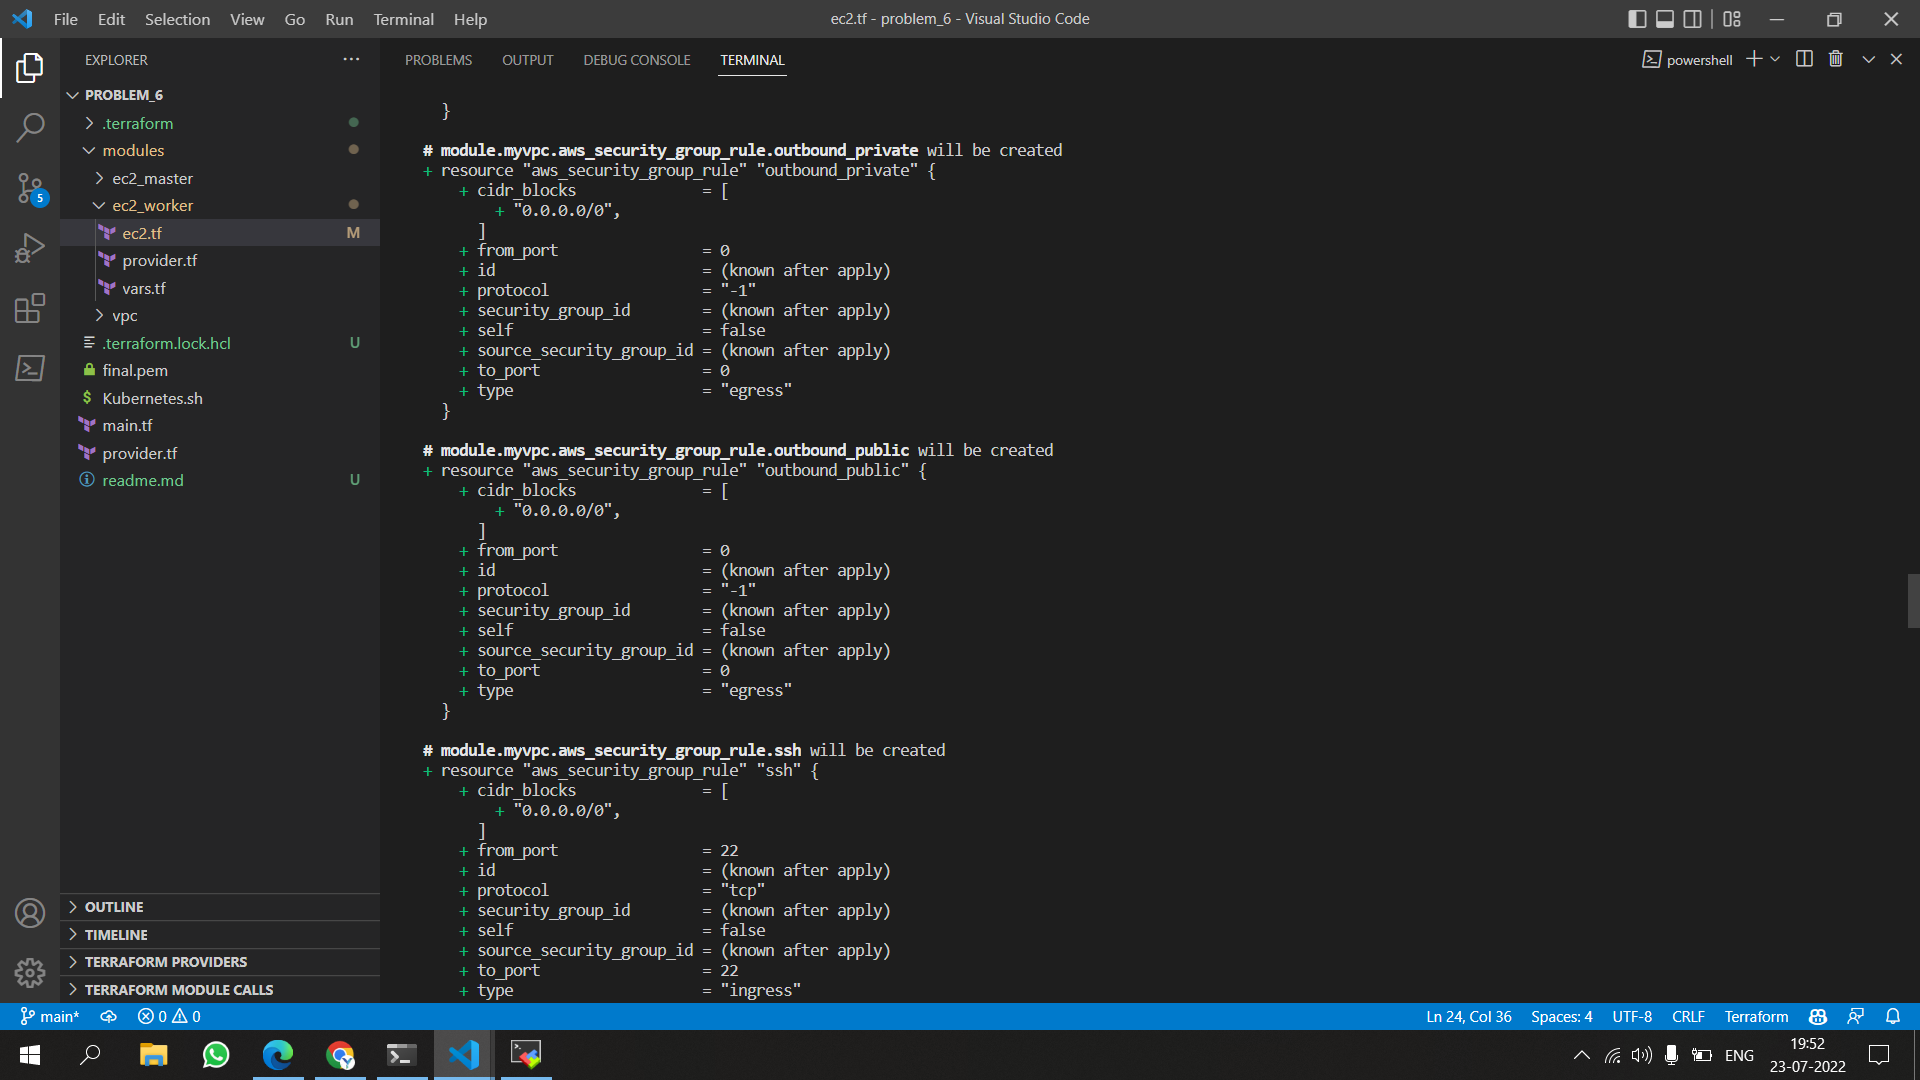 File Edit Selection View Go Run Terminal Help
ec2.tf - problem_6 - Visual Studio Code
EXPLORER
PROBLEM_6
.terraform
modules
ec2_master
ec2_worker
ec2.tf M
provider.tf
vars.tf
vpc
.terraform.lock.hcl U
final.pem
$ Kubernetes.sh
main.tf
provider.tf
readme.md U
OUTLINE
TIMELINE
TERRAFORM PROVIDERS
TERRAFORM MODULE CALLS
5
PROBLEMS OUTPUT DEBUG CONSOLE TERMINAL
powershell
}
# module.myvpc.aws_security_group_rule.outbound_private will be created
+ resource "aws_security_group_rule" "outbound_private" {
+ cidr_blocks = [
+ "0.0.0.0/0",
]
+ from_port = 0
+ id = (known after apply)
+ protocol = "-1"
+ security_group_id = (known after apply)
+ self = false
+ source_security_group_id = (known after apply)
+ to_port = 0
+ type = "egress"
}
# module.myvpc.aws_security_group_rule.outbound_public will be created
+ resource "aws_security_group_rule" "outbound_public" {
+ cidr_blocks = [
+ "0.0.0.0/0",
]
+ from_port = 0
+ id = (known after apply)
+ protocol = "-1"
+ security_group_id = (known after apply)
+ self = false
+ source_security_group_id = (known after apply)
+ to_port = 0
+ type = "egress"
}
# module.myvpc.aws_security_group_rule.ssh will be created
+ resource "aws_security_group_rule" "ssh" {
+ cidr_blocks = [
+ "0.0.0.0/0",
]
+ from_port = 22
+ id = (known after apply)
+ protocol = "tcp"
+ security_group_id = (known after apply)
+ self = false
+ source_security_group_id = (known after apply)
+ to_port = 22
+ type = "ingress"
main* 0 0
Ln 24, Col 36 Spaces: 4 UTF-8 CRLF Terraform
ENG
19:52
23-07-2022